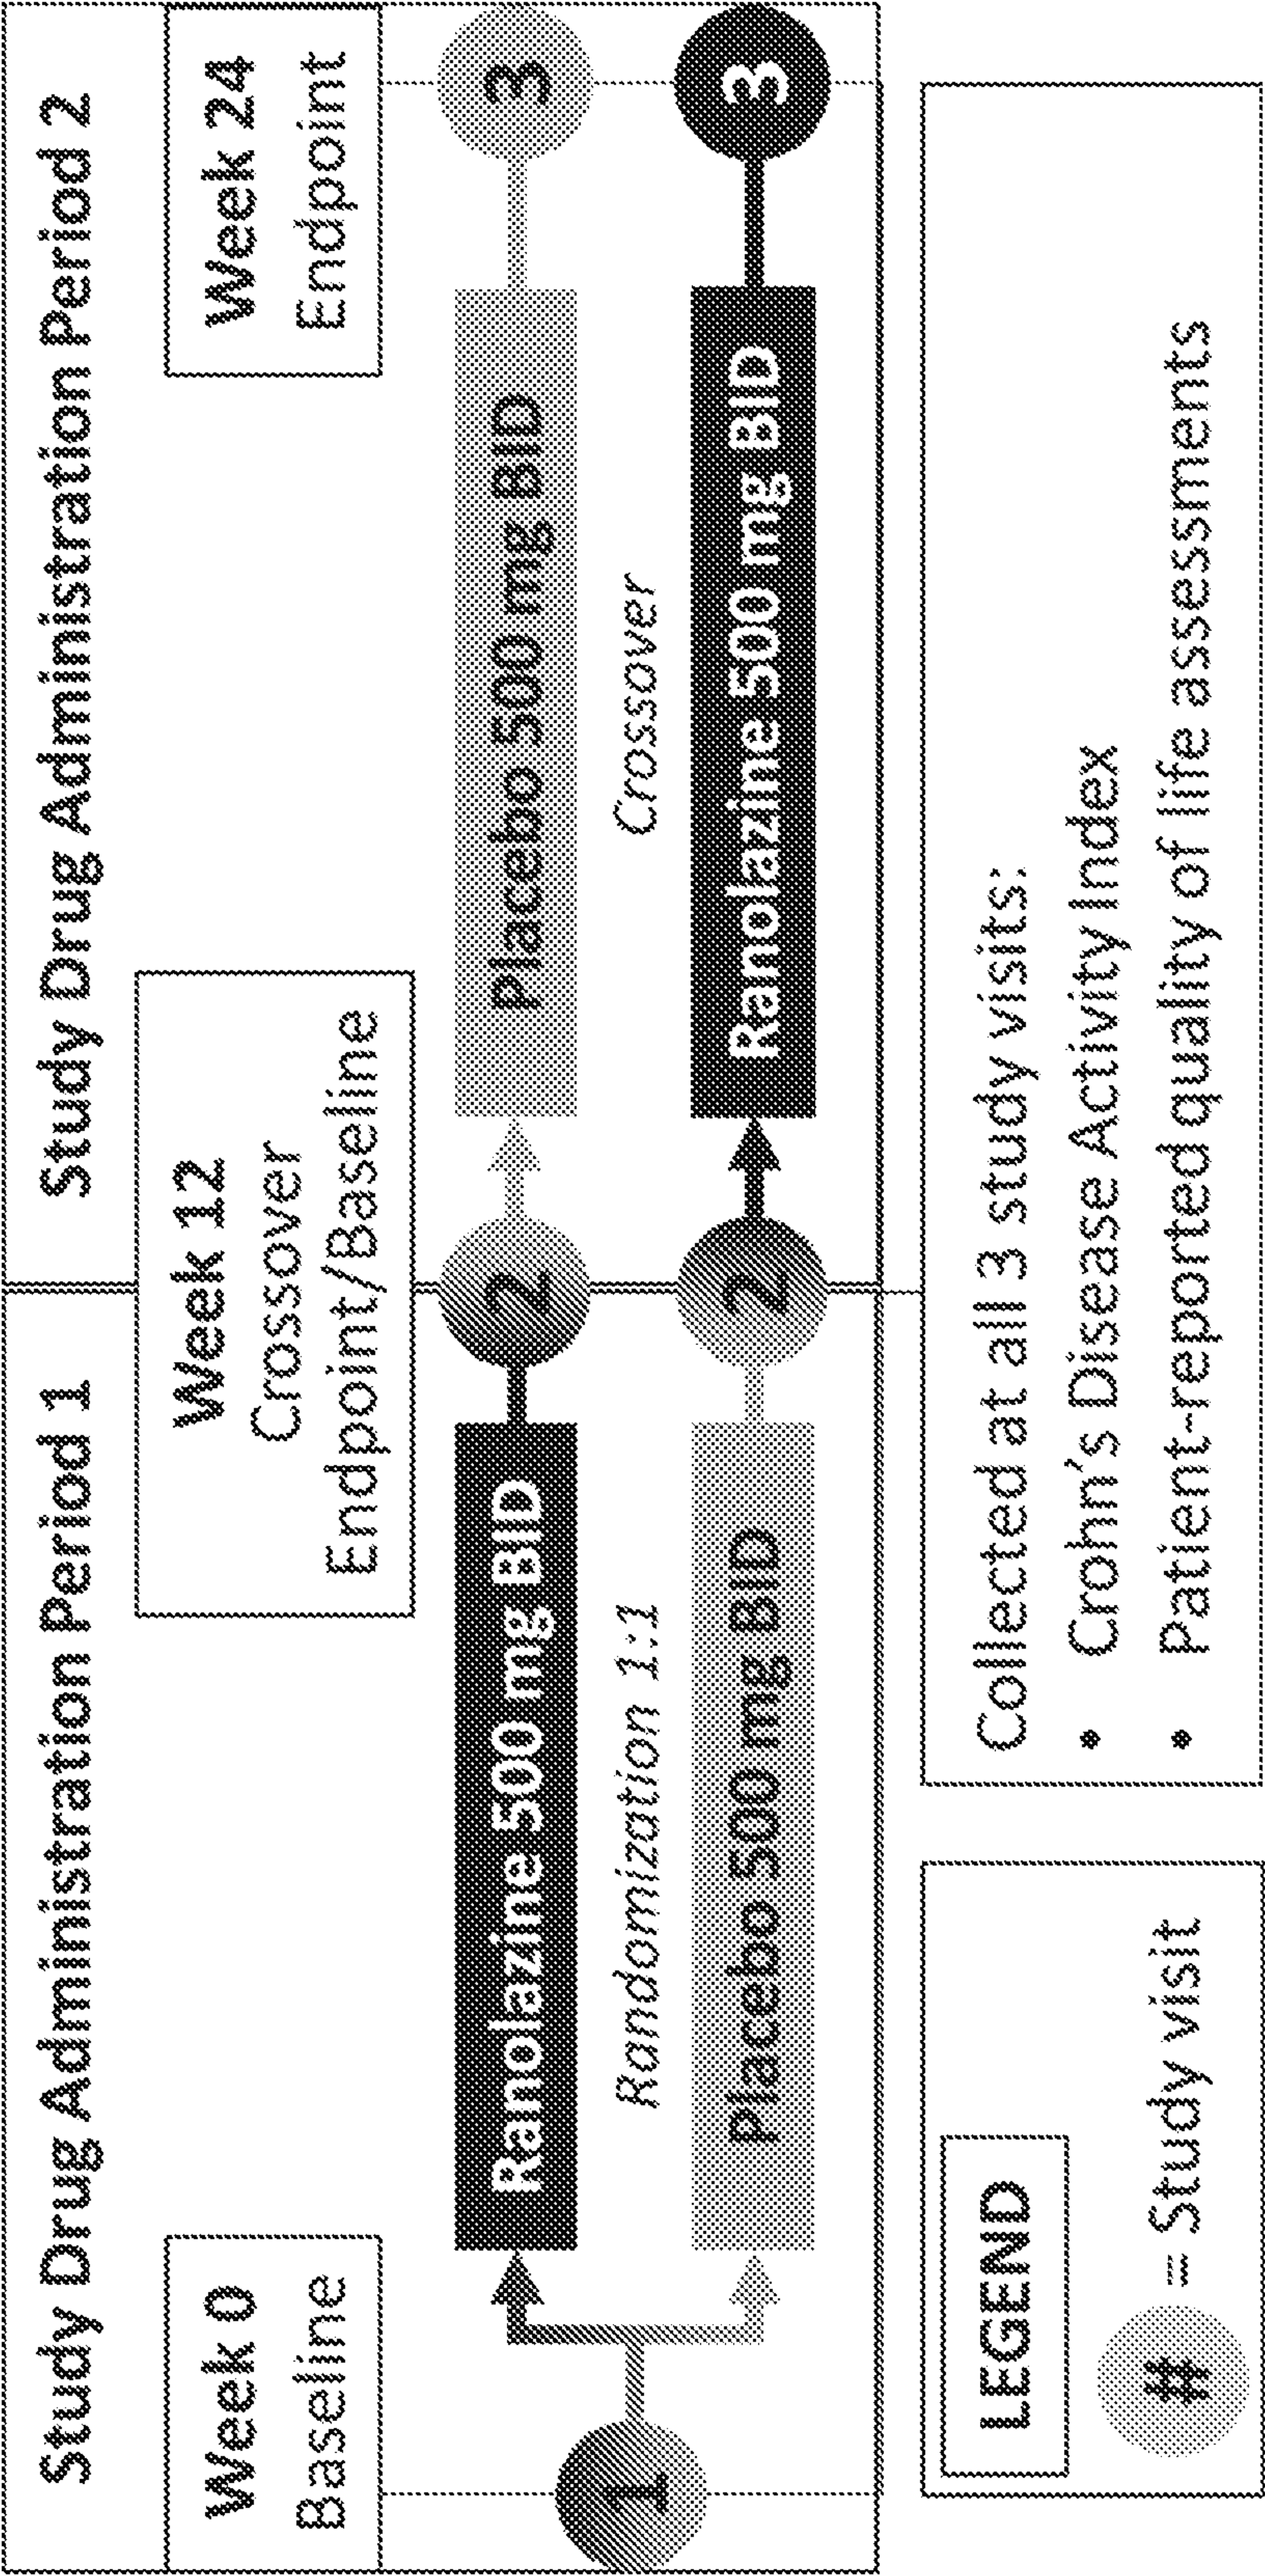 Study Drug Administration Period 1
Study Drug Administration Period 2
Week 0
Baseline
Week 12
Crossover
Endpoint/Baseline
Week 24
Endpoint
1
Ranolazine 500 mg BID
2
Placebo 500 mg BID
3
Randomization 1:1
Crossover
Placebo 500 mg BID
2
Ranolazine 500 mg BID
3
LEGEND
# = Study visit
Collected at all 3 study visits:
• Crohn's Disease Activity Index
• Patient-reported quality of life assessments